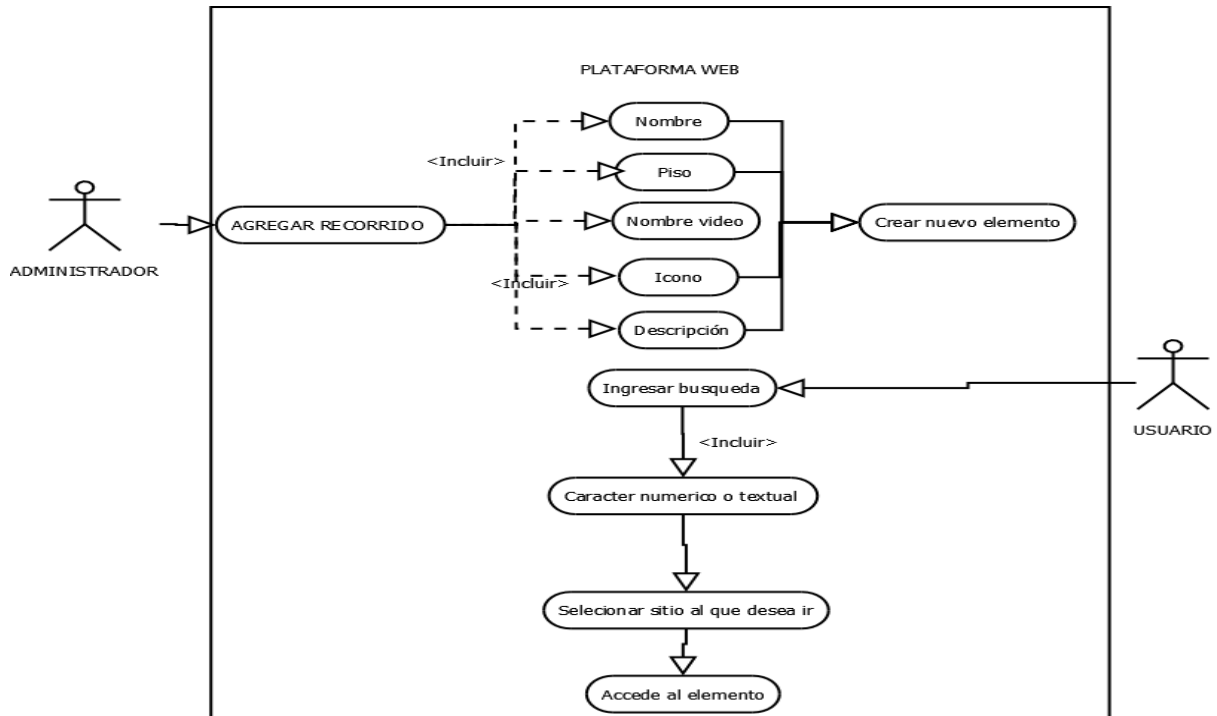 PLATAFORMA WEB
Nombre
<Incluir>
Piso
AGREGAR RECORRIDO
Nombre video
Crear nuevo elemento
ADMINISTRADOR
<Incluir>
Icono
Descripción
Ingresar busqueda
USUARIO
<Incluir>
Caracter numerico o textual
Selecionar sitio al que desea ir
Accede al elemento